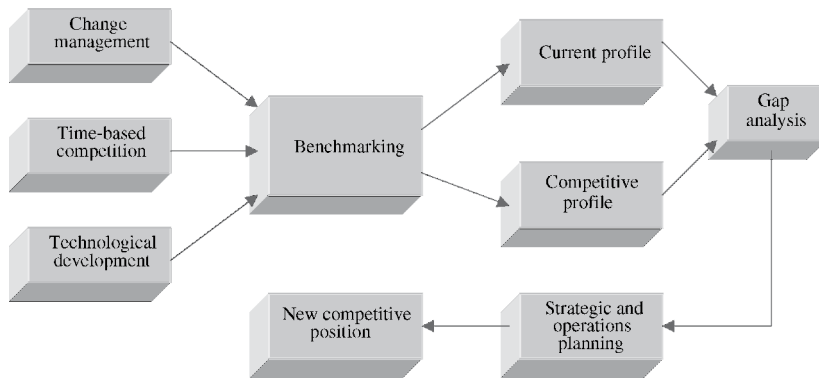 Change
management
Time-based
competition
Technological
development
Benchmarking
Current profile
Competitive
profile
Gap
analysis
New competitive
position
Strategic and
operations
planning